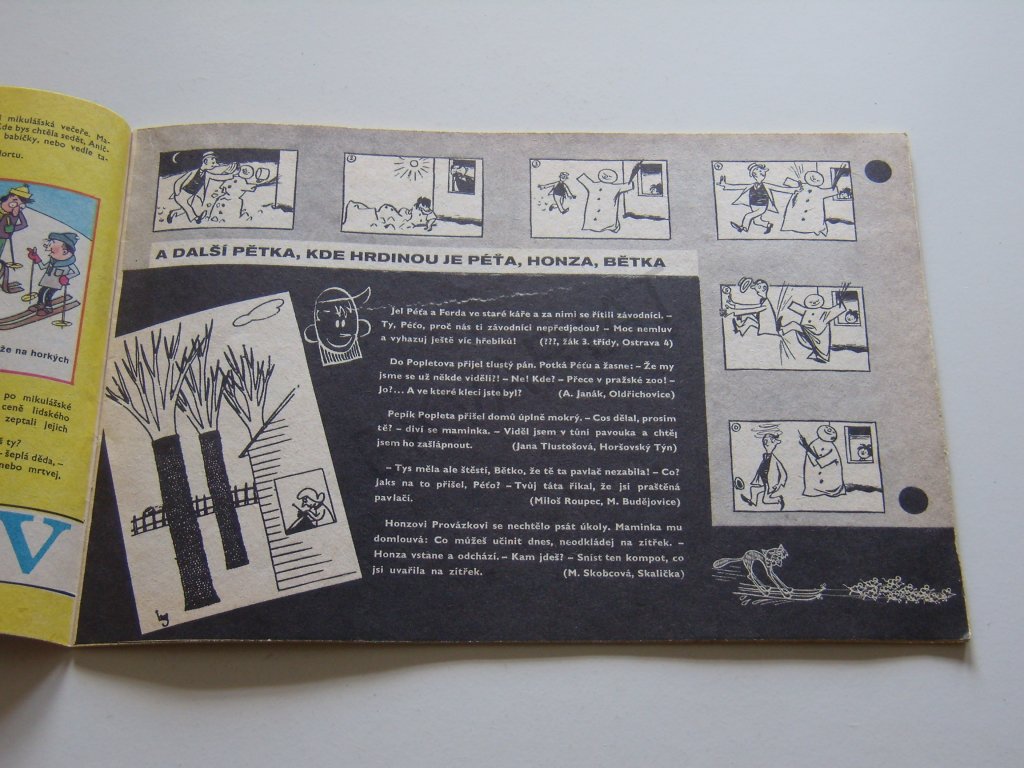 mikulášská večeře. Ma-
de bys chtěla sedět, Anič-
babičky, nebo vedle ta-
dortu.
že na horkých
po mikulášské
ceně lidského
zeptali jejich
ty?
– šeplá děda, –
nebo mrtvej.
V
A DALŠÍ PĚTKA, KDE HRDINOU JE PÉŤA, HONZA, BĚTKA
Jel Péťa a Ferda ve staré káře a za nimi se řítili závodníci. –
Ty, Péťo, proč nás ti závodníci nepředjedou? – Moc nemluv
a vyhazuj ještě víc hřebíků! (???, žák 3. třídy, Ostrava 4)
Do Popletova přijel tlustý pán. Potká Péťu a žasne: – Že my
jsme se už někde viděli?! – Ne! Kde? – Přece v pražské zoo! –
Jo?... A ve které kleci jste byl? (A. Janák, Oldřichovice)
Pepík Popleta přišel domů úplně mokrý. – Cos dělal, prosím
tě? – diví se maminka. – Viděl jsem v tůni pavouka a chtěj
jsem ho zašlápnout. (Jana Tlustošová, Horšovský Týn)
– Tys měla ale štěstí, Bětko, že tě ta pavlač nezabila! – Co?
Jaks na to přišel, Péťo? – Tvůj táta říkal, že jsi praštěná
pavlačí. (Miloš Roupec, M. Budějovice)
Honzovi Provázkovi se nechtělo psát úkoly. Maminka mu
domlouvá: Co můžeš učinit dnes, neodkládej na zítřek. –
Honza vstane a odchází. – Kam jdeš? – Sníst ten kompot, co
jsi uvařila na zítřek. (M. Skobcová, Skalička)